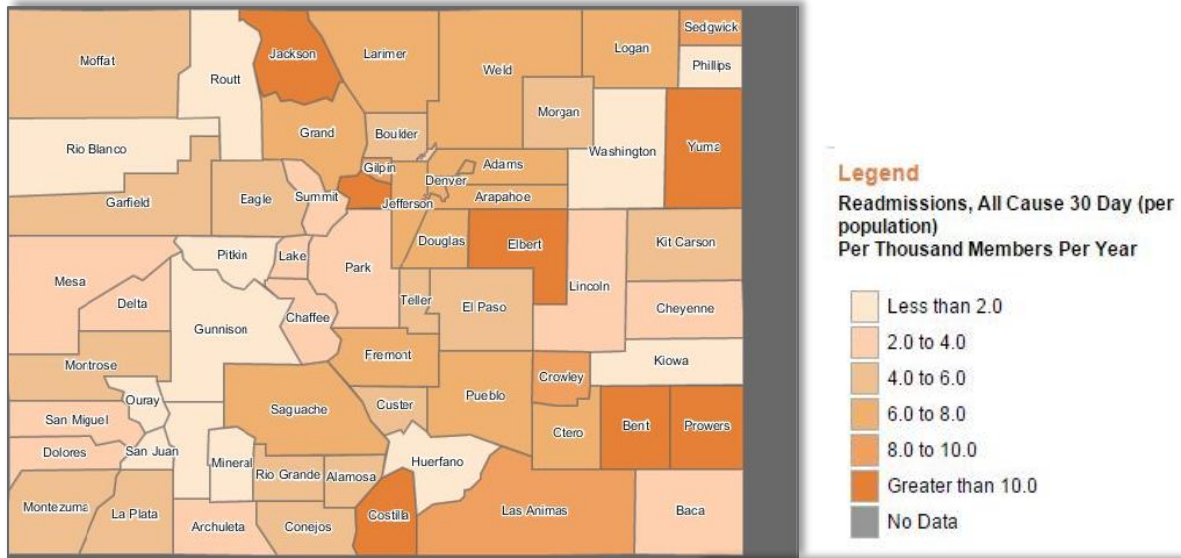 Sedgwick
Jackson
Larimer
Logan
Moffat
Weld
Phillips
Routt
Morgan
Grand
Boulder
Rio Blanco
Washington
Yuma
Gilpin
Adams
Denver
Summit
Eagle
Jefferson
Arapahoe
Garfield
Douglas
Elbert
Kit Carson
Pitkin
Lake
Park
Mesa
Lincoln
Delta
Teller
El Paso
Cheyenne
Chaffee
Gunnison
Fremont
Kiowa
Montrose
Crowley
Pueblo
Ouray
Custer
Saguache
San Miguel
Ctero
Bent
Prowers
San Juan
Dolores
Mineral
Huerfano
Rio Grande
Alamosa
Montezuma
La Plata
Costilla
Las Animas
Baca
Archuleta
Conejos
Legend
Readmissions, All Cause 30 Day (per
population)
Per Thousand Members Per Year
Less than 2.0
2.0 to 4.0
4.0 to 6.0
6.0 to 8.0
8.0 to 10.0
Greater than 10.0
No Data